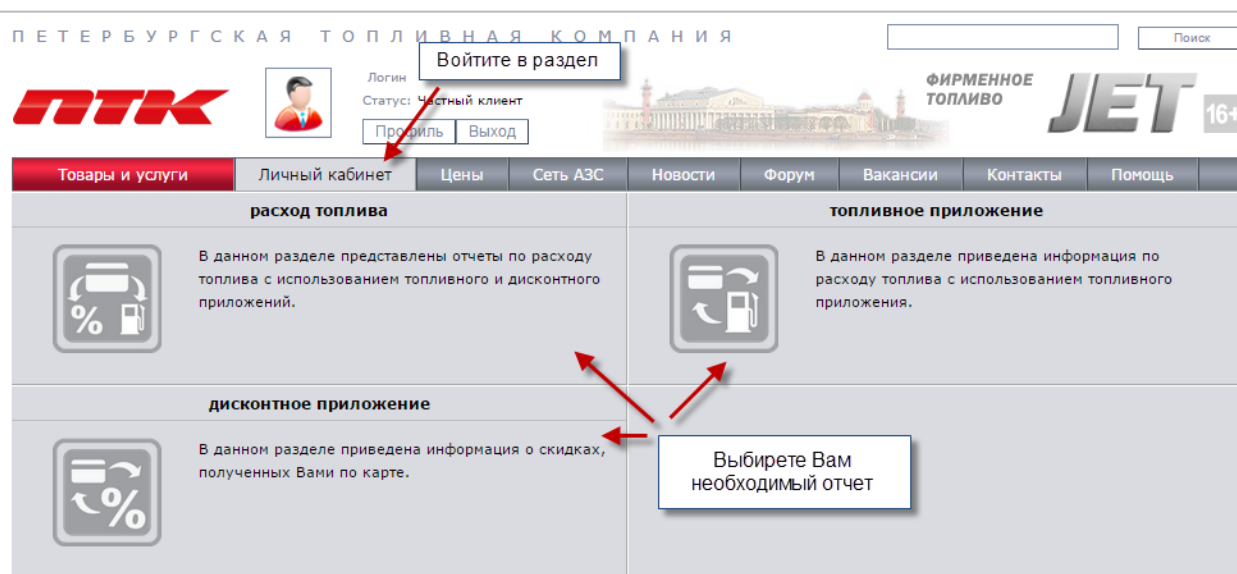 ПЕТЕРБУРГСКАЯ ТОПЛИВНАЯ КОМПАНИЯ
Поиск
Войтите в раздел
ПТК
Логин
Статус: Частный клиент
Профиль Выход
ФИРМЕННОЕ
ТОПЛИВО
JET
16+
Товары и услуги Личный кабинет Цены Сеть АЗС Новости Форум Вакансии Контакты Помощь
расход топлива
В данном разделе представлены отчеты по расходу
топлива с использованием топливного и дисконтного
приложений.
%
топливное приложение
В данном разделе приведена информация по
расходу топлива с использованием топливного
приложения.
дисконтное приложение
В данном разделе приведена информация о скидках,
полученных Вами по карте.
%
Выбирете Вам
необходимый отчет